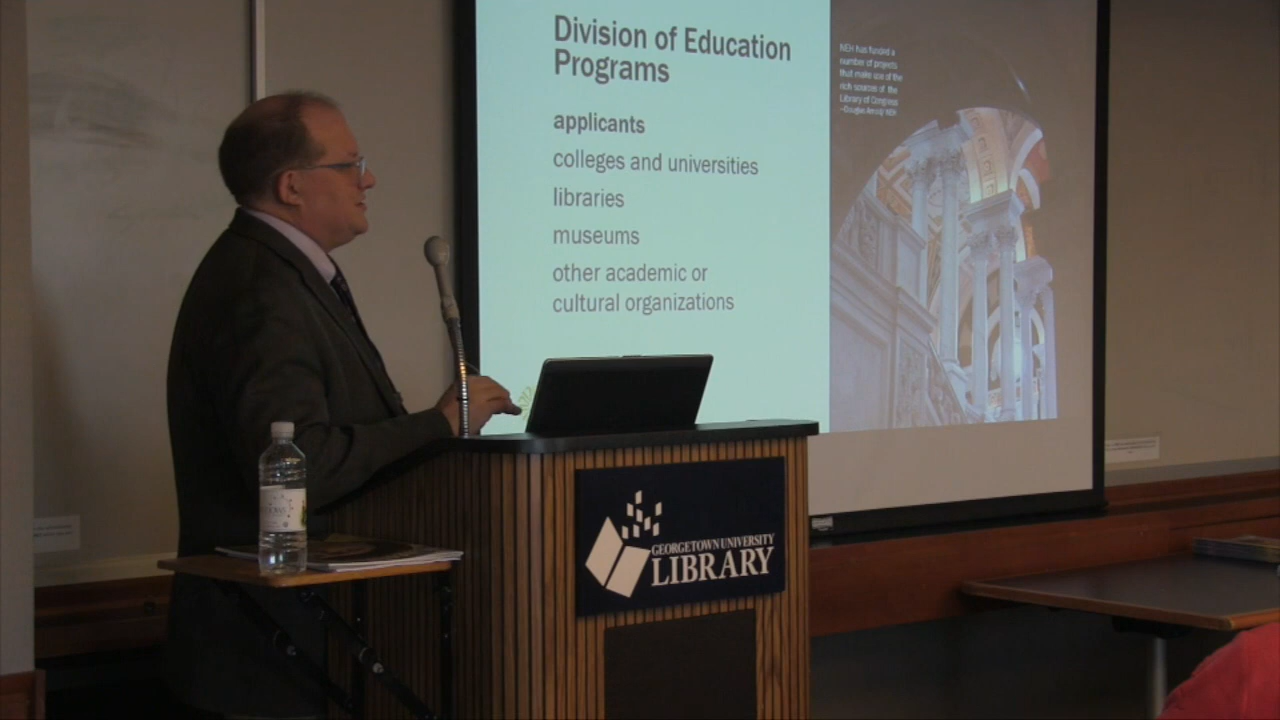 Division of Education
Programs
applicants
colleges and universities
libraries
museums
other academic or
cultural organizations
NEH has funded a
number of projects
that make use of the
rich sources of the
Library of Congress
GEORGETOWN UNIVERSITY
LIBRARY